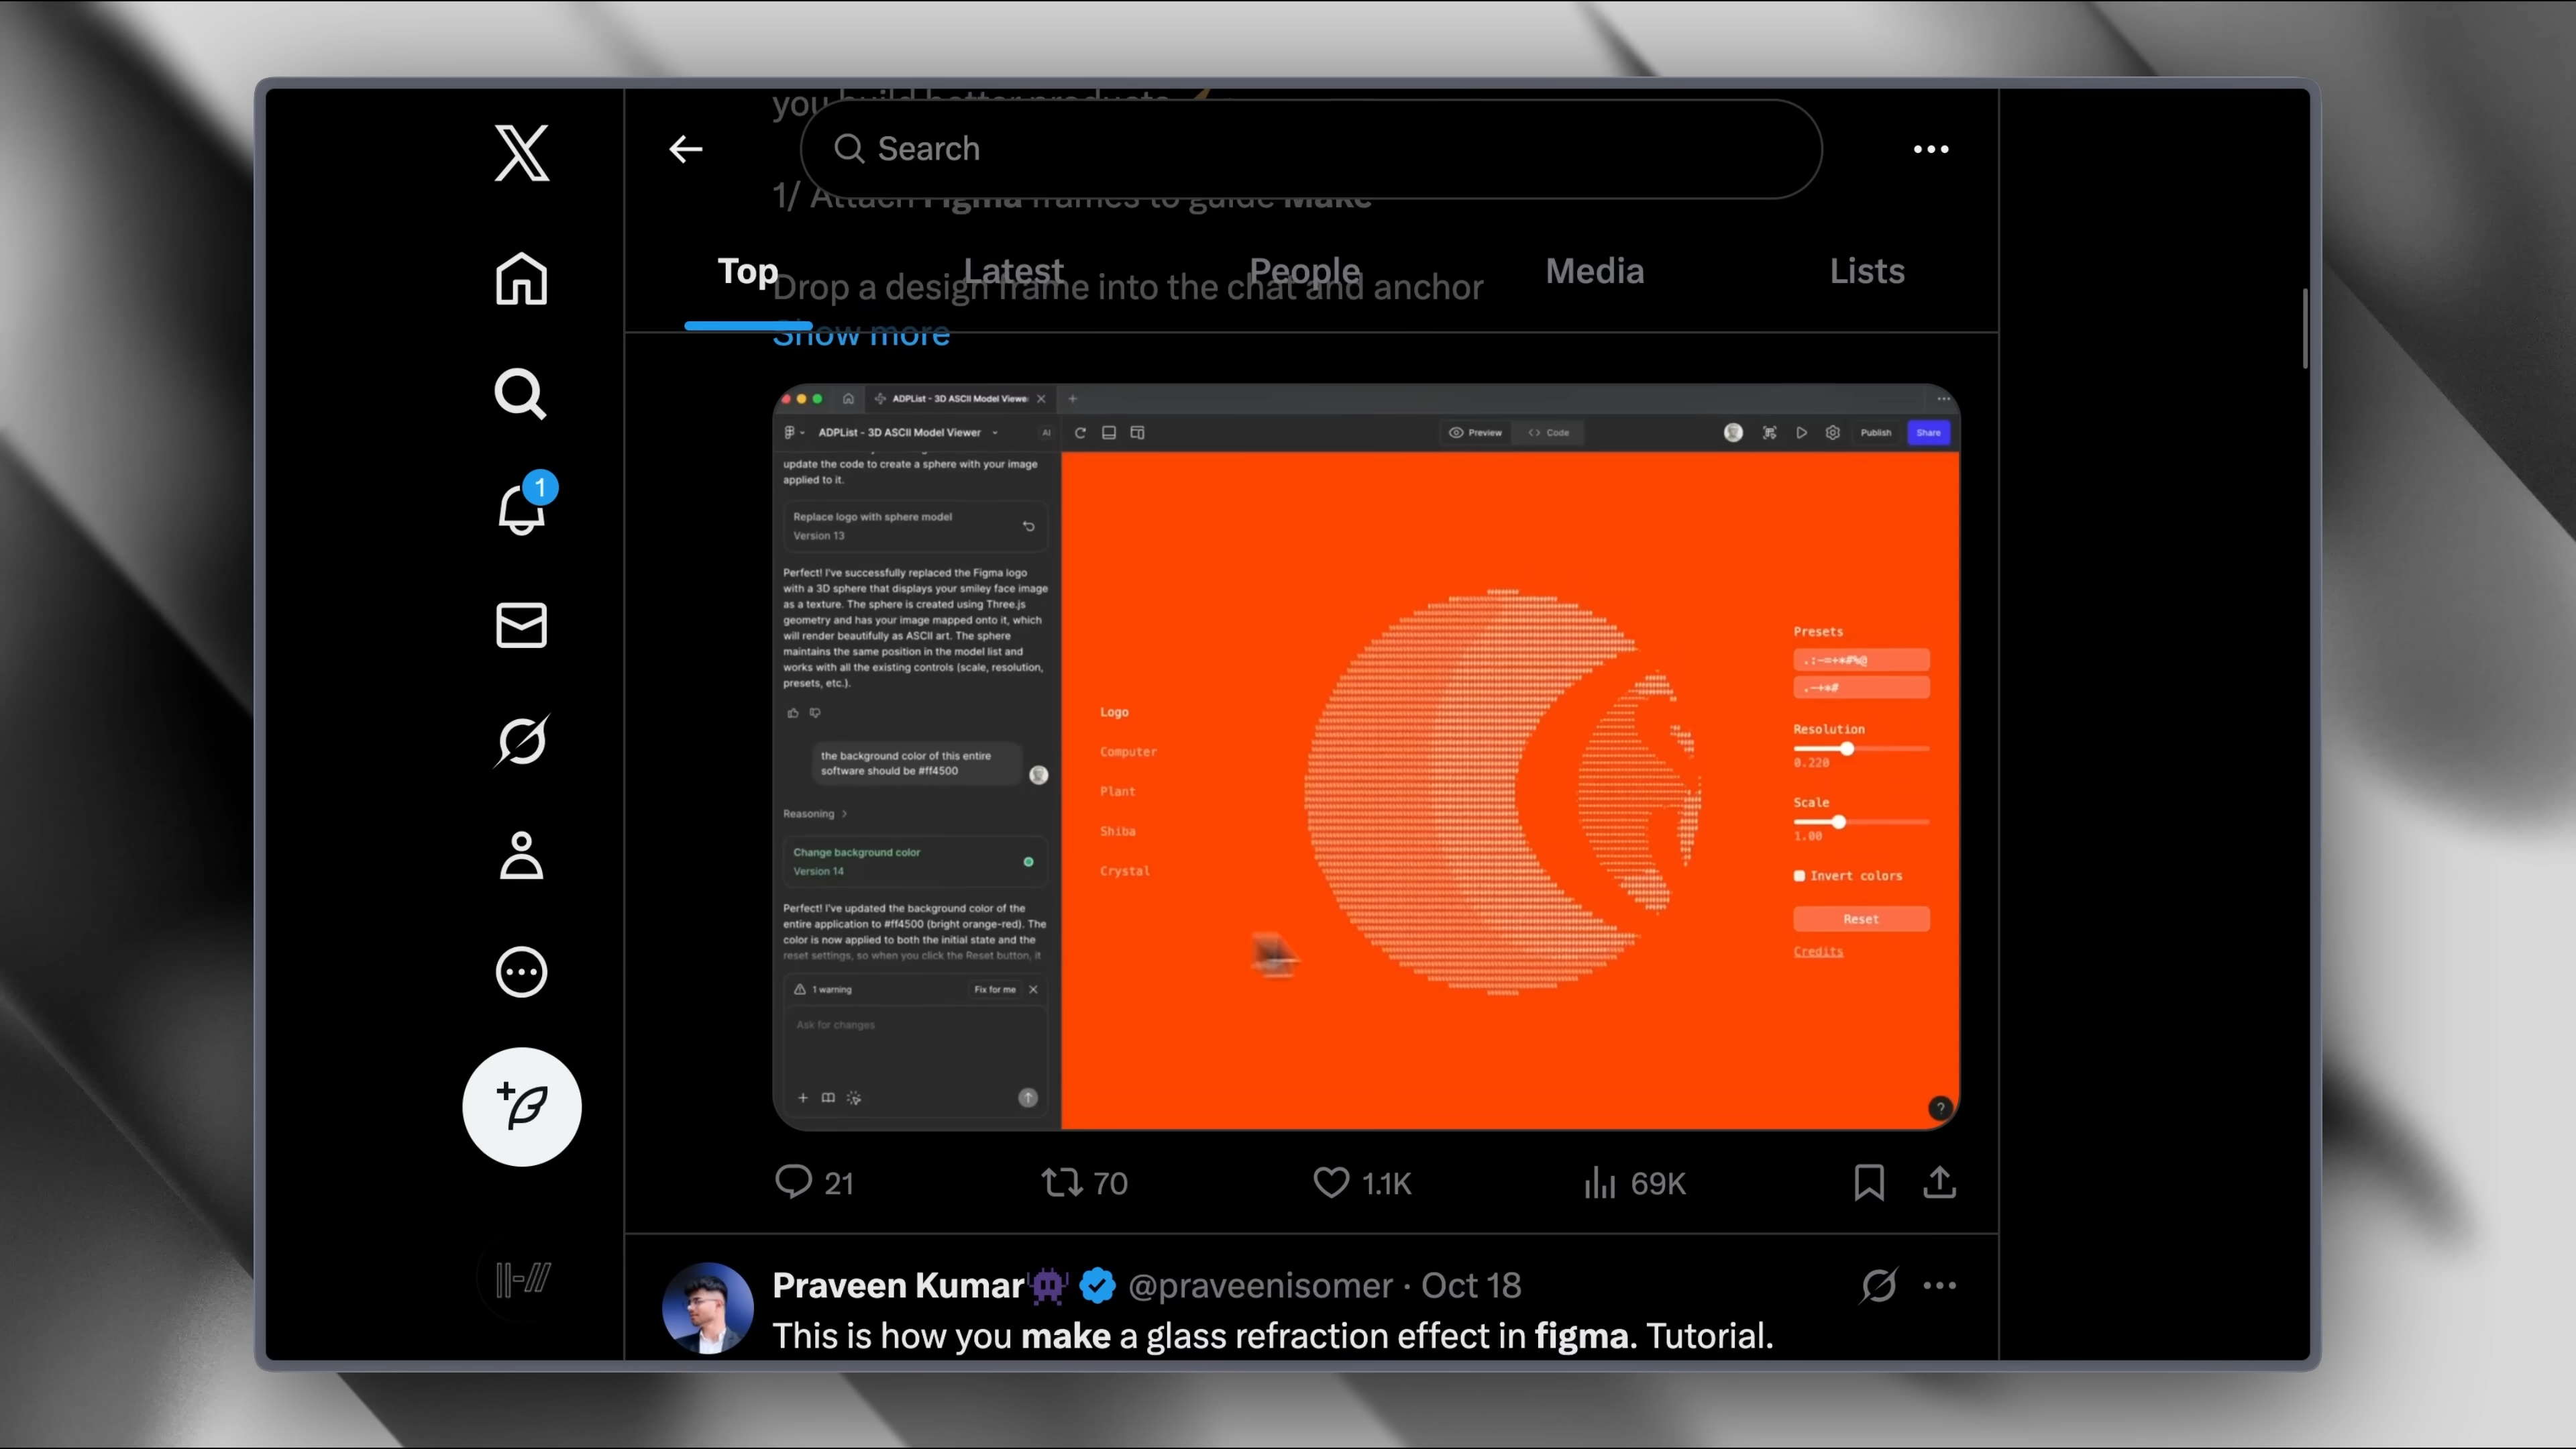 you build better products
Search
1/ Attach Figma frames to guide Make
Top
Latest
People
Media
Lists
Drop a design frame into the chat and anchor
Show more
ADPList - 3D ASCII Model Viewe
ADPList - 3D ASCII Model Viewer
AI
Preview
Code
Publish
Share
1
update the code to create a sphere with your image
applied to it.
Replace logo with sphere model
Version 13
Perfect! I've successfully replaced the Figma logo
with a 3D sphere that displays your smiley face image
as a texture. The sphere is created using Three.js
geometry and has your image mapped onto it, which
will render beautifully as ASCII art. The sphere
maintains the same position in the model list and
works with all the existing controls (scale, resolution,
presets, etc.).
the background color of this entire
software should be #ff4500
Reasoning
Change background color
Version 14
Perfect! I've updated the background color of the
entire application to #ff4500 (bright orange-red). The
color is now applied to both the initial state and the
reset settings, so when you click the Reset button, it
1 warning
Fix for me
Ask for changes
Logo
Computer
Plant
Shiba
Crystal
Presets
.:-=+*#%@
.-+*#
Resolution
0.220
Scale
1.00
Invert colors
Reset
Credits
?
21
70
1.1K
69K
Praveen Kumar @praveenisomer · Oct 18
This is how you make a glass refraction effect in figma. Tutorial.